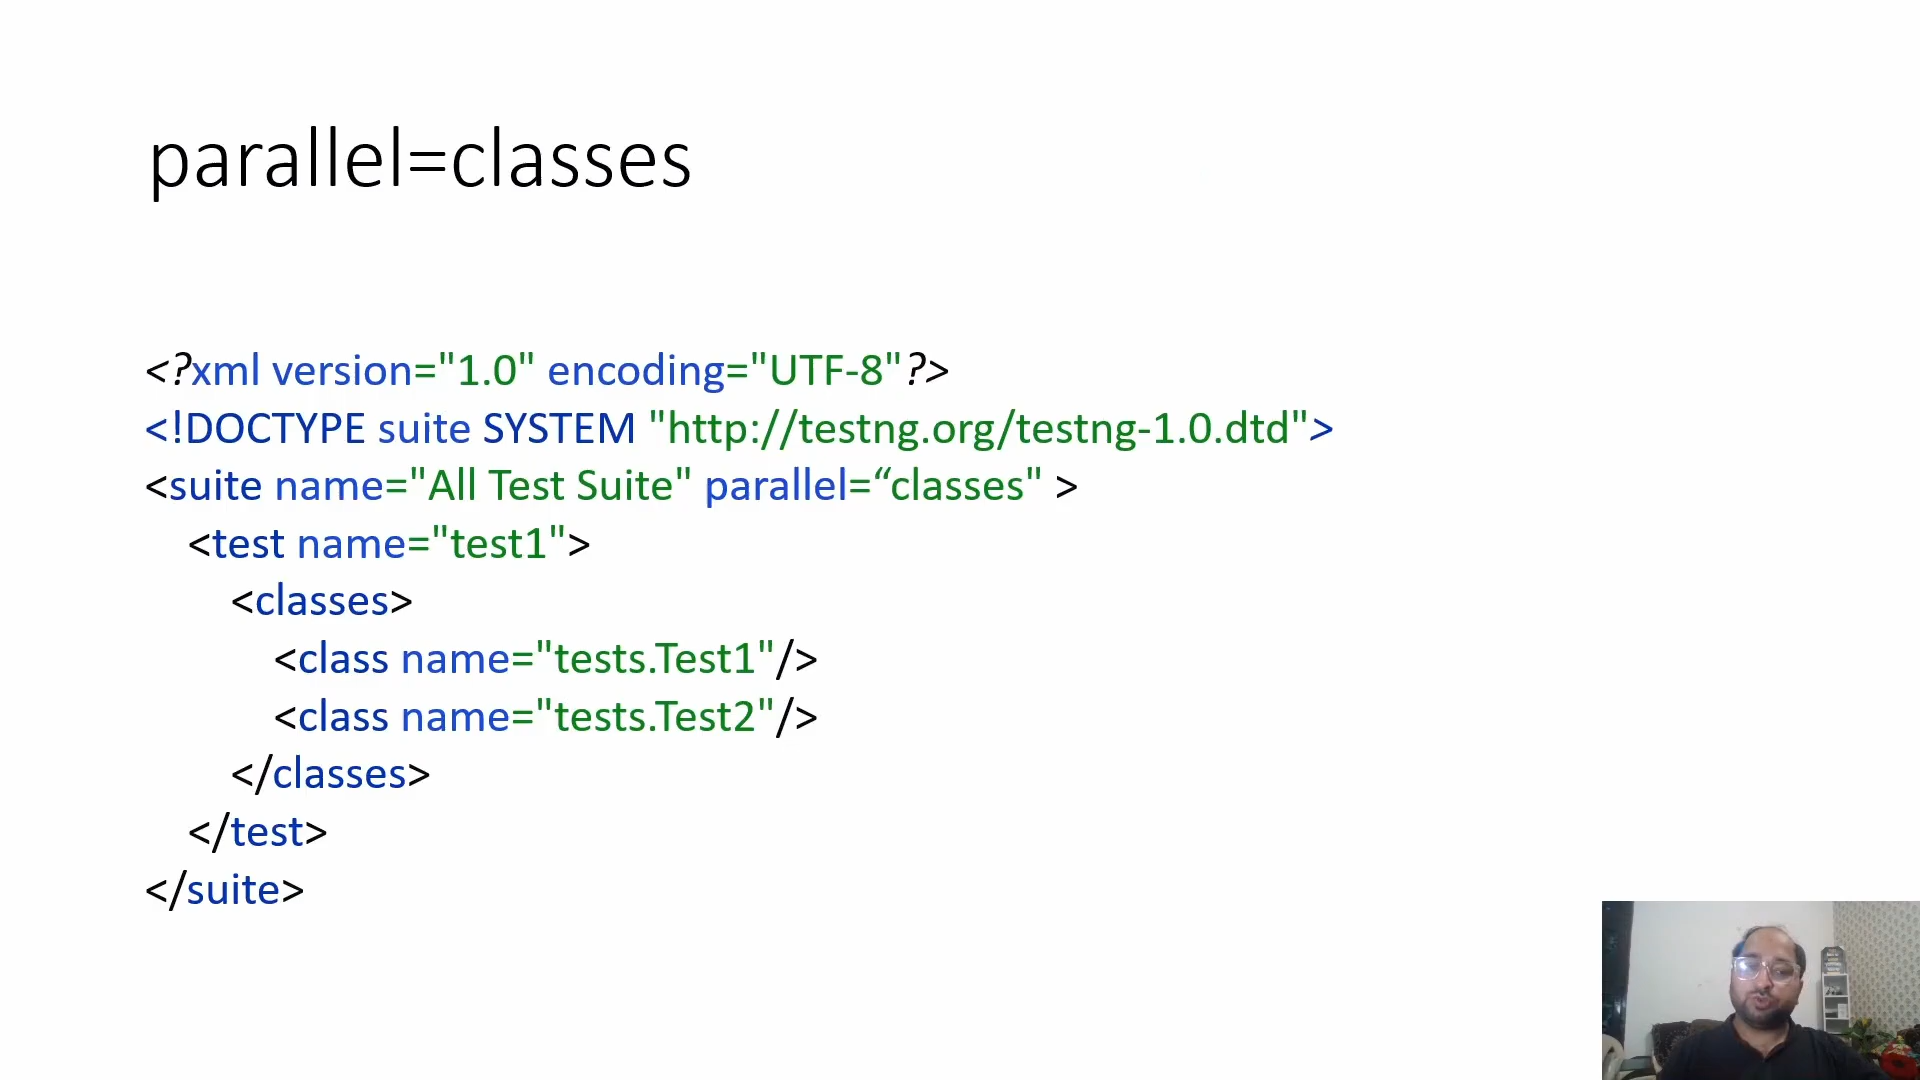 parallel=classes
<?xml version="1.0" encoding="UTF-8"?>
<!DOCTYPE suite SYSTEM "http://testng.org/testng-1.0.dtd">
<suite name="All Test Suite" parallel=“classes" >
<test name="test1">
<classes>
<class name="tests.Test1"/>
<class name="tests.Test2"/>
</classes>
</test>
</suite>